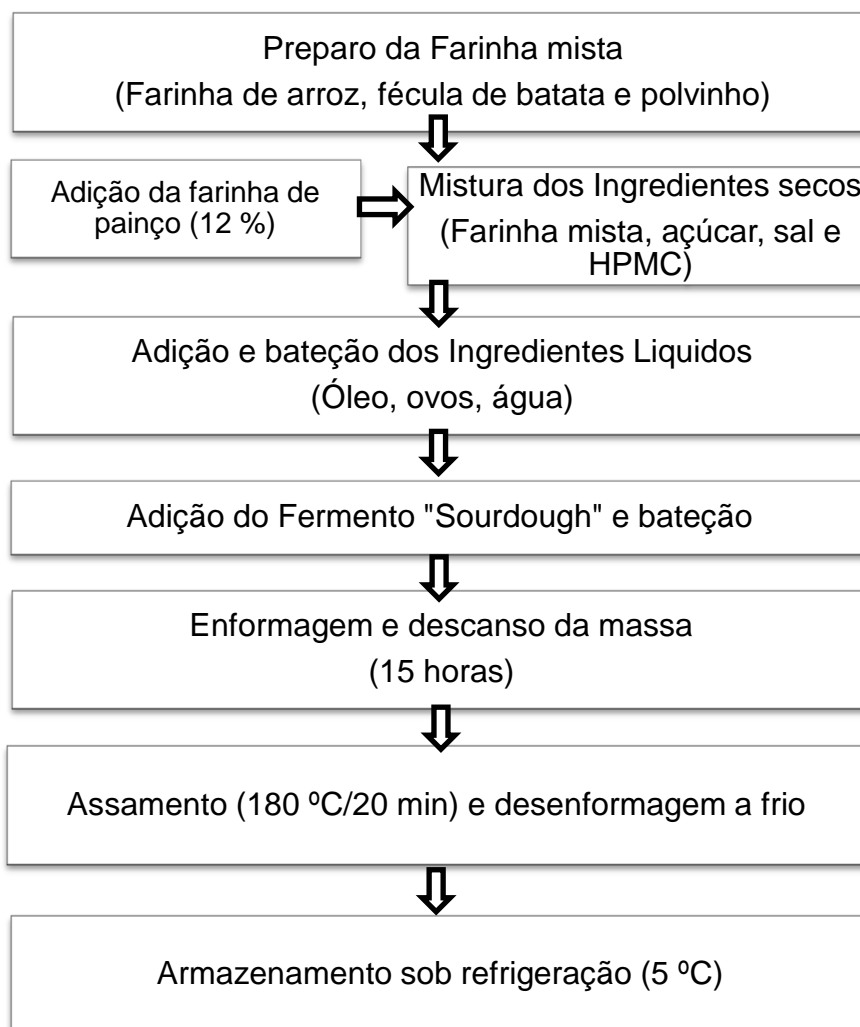 Preparo da Farinha mista
(Farinha de arroz, fécula de batata e polvinho)
Adição da farinha de
painço (12 %)
Mistura dos Ingredientes secos
(Farinha mista, açúcar, sal e
HPMC)
Adição e bateção dos Ingredientes Liquidos
(Óleo, ovos, água)
Adição do Fermento "Sourdough" e bateção
Enformagem e descanso da massa
(15 horas)
Assamento (180 ºC/20 min) e desenformagem a frio
Armazenamento sob refrigeração (5 ºC)